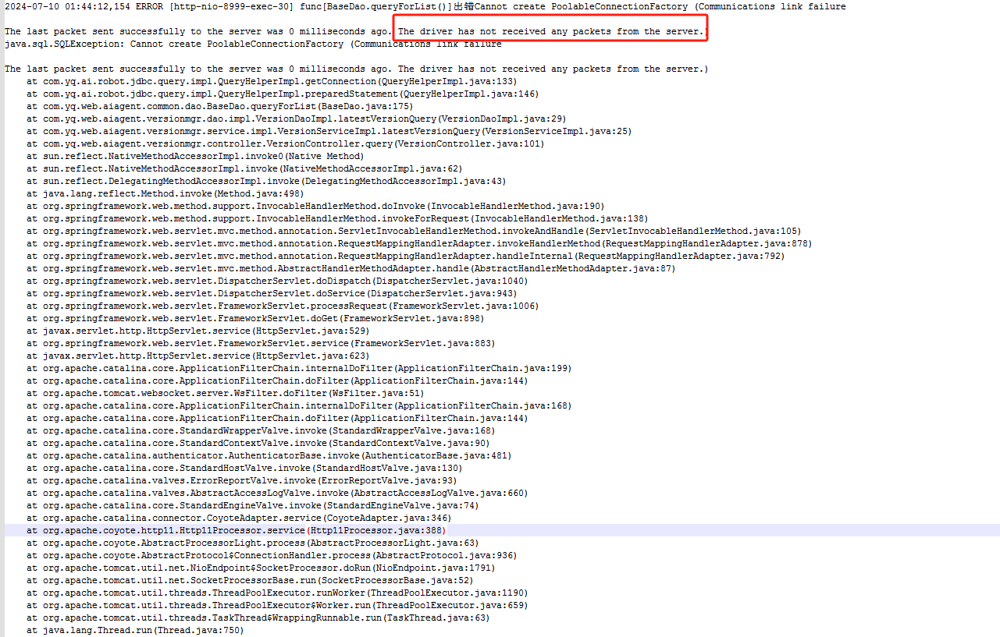 2024-07-10 01:44:12,154 ERROR [http-nio-8999-exec-30] func[BaseDao.queryForList()]出错Cannot create PoolableConnectionFactory (Communications link failure
The last packet sent successfully to the server was 0 milliseconds ago. The driver has not received any packets from the server.)
java.sql.SQLException: Cannot create PoolableConnectionFactory (Communications link failure
The last packet sent successfully to the server was 0 milliseconds ago. The driver has not received any packets from the server.)
at com.yq.ai.robot.jdbc.query.impl.QueryHelperImpl.getConnection(QueryHelperImpl.java:133)
at com.yq.ai.robot.jdbc.query.impl.QueryHelperImpl.preparedStatement(QueryHelperImpl.java:146)
at com.yq.web.aiagent.common.dao.BaseDao.queryForList(BaseDao.java:175)
at com.yq.web.aiagent.versionmgr.dao.impl.VersionDaoImpl.latestVersionQuery(VersionDaoImpl.java:29)
at com.yq.web.aiagent.versionmgr.service.impl.VersionServiceImpl.latestVersionQuery(VersionServiceImpl.java:25)
at com.yq.web.aiagent.versionmgr.controller.VersionController.query(VersionController.java:101)
at sun.reflect.NativeMethodAccessorImpl.invoke0(Native Method)
at sun.reflect.NativeMethodAccessorImpl.invoke(NativeMethodAccessorImpl.java:62)
at sun.reflect.DelegatingMethodAccessorImpl.invoke(DelegatingMethodAccessorImpl.java:43)
at java.lang.reflect.Method.invoke(Method.java:498)
at org.springframework.web.method.support.InvocableHandlerMethod.doInvoke(InvocableHandlerMethod.java:190)
at org.springframework.web.method.support.InvocableHandlerMethod.invokeForRequest(InvocableHandlerMethod.java:138)
at org.springframework.web.servlet.mvc.method.annotation.ServletInvocableHandlerMethod.invokeAndHandle(ServletInvocableHandlerMethod.java:105)
at org.springframework.web.servlet.mvc.method.annotation.RequestMappingHandlerAdapter.invokeHandlerMethod(RequestMappingHandlerAdapter.java:878)
at org.springframework.web.servlet.mvc.method.annotation.RequestMappingHandlerAdapter.handleInternal(RequestMappingHandlerAdapter.java:792)
at org.springframework.web.servlet.mvc.method.AbstractHandlerMethodAdapter.handle(AbstractHandlerMethodAdapter.java:87)
at org.springframework.web.servlet.DispatcherServlet.doDispatch(DispatcherServlet.java:1040)
at org.springframework.web.servlet.DispatcherServlet.doService(DispatcherServlet.java:943)
at org.springframework.web.servlet.FrameworkServlet.processRequest(FrameworkServlet.java:1006)
at org.springframework.web.servlet.FrameworkServlet.doGet(FrameworkServlet.java:898)
at javax.servlet.http.HttpServlet.service(HttpServlet.java:529)
at org.springframework.web.servlet.FrameworkServlet.service(FrameworkServlet.java:883)
at javax.servlet.http.HttpServlet.service(HttpServlet.java:623)
at org.apache.catalina.core.ApplicationFilterChain.internalDoFilter(ApplicationFilterChain.java:199)
at org.apache.catalina.core.ApplicationFilterChain.doFilter(ApplicationFilterChain.java:144)
at org.apache.tomcat.websocket.server.WsFilter.doFilter(WsFilter.java:51)
at org.apache.catalina.core.ApplicationFilterChain.internalDoFilter(ApplicationFilterChain.java:168)
at org.apache.catalina.core.ApplicationFilterChain.doFilter(ApplicationFilterChain.java:144)
at org.apache.catalina.core.StandardWrapperValve.invoke(StandardWrapperValve.java:168)
at org.apache.catalina.core.StandardContextValve.invoke(StandardContextValve.java:90)
at org.apache.catalina.authenticator.AuthenticatorBase.invoke(AuthenticatorBase.java:481)
at org.apache.catalina.core.StandardHostValve.invoke(StandardHostValve.java:130)
at org.apache.catalina.valves.ErrorReportValve.invoke(ErrorReportValve.java:93)
at org.apache.catalina.valves.AbstractAccessLogValve.invoke(AbstractAccessLogValve.java:660)
at org.apache.catalina.core.StandardEngineValve.invoke(StandardEngineValve.java:74)
at org.apache.catalina.connector.CoyoteAdapter.service(CoyoteAdapter.java:346)
at org.apache.coyote.http11.Http11Processor.service(Http11Processor.java:388)
at org.apache.coyote.AbstractProcessorLight.process(AbstractProcessorLight.java:63)
at org.apache.coyote.AbstractProtocol$ConnectionHandler.process(AbstractProtocol.java:936)
at org.apache.tomcat.util.net.NioEndpoint$SocketProcessor.doRun(NioEndpoint.java:1791)
at org.apache.tomcat.util.net.SocketProcessorBase.run(SocketProcessorBase.java:52)
at org.apache.tomcat.util.threads.ThreadPoolExecutor.runWorker(ThreadPoolExecutor.java:1190)
at org.apache.tomcat.util.threads.ThreadPoolExecutor$Worker.run(ThreadPoolExecutor.java:659)
at org.apache.tomcat.util.threads.TaskThread$WrappingRunnable.run(TaskThread.java:63)
at java.lang.Thread.run(Thread.java:750)